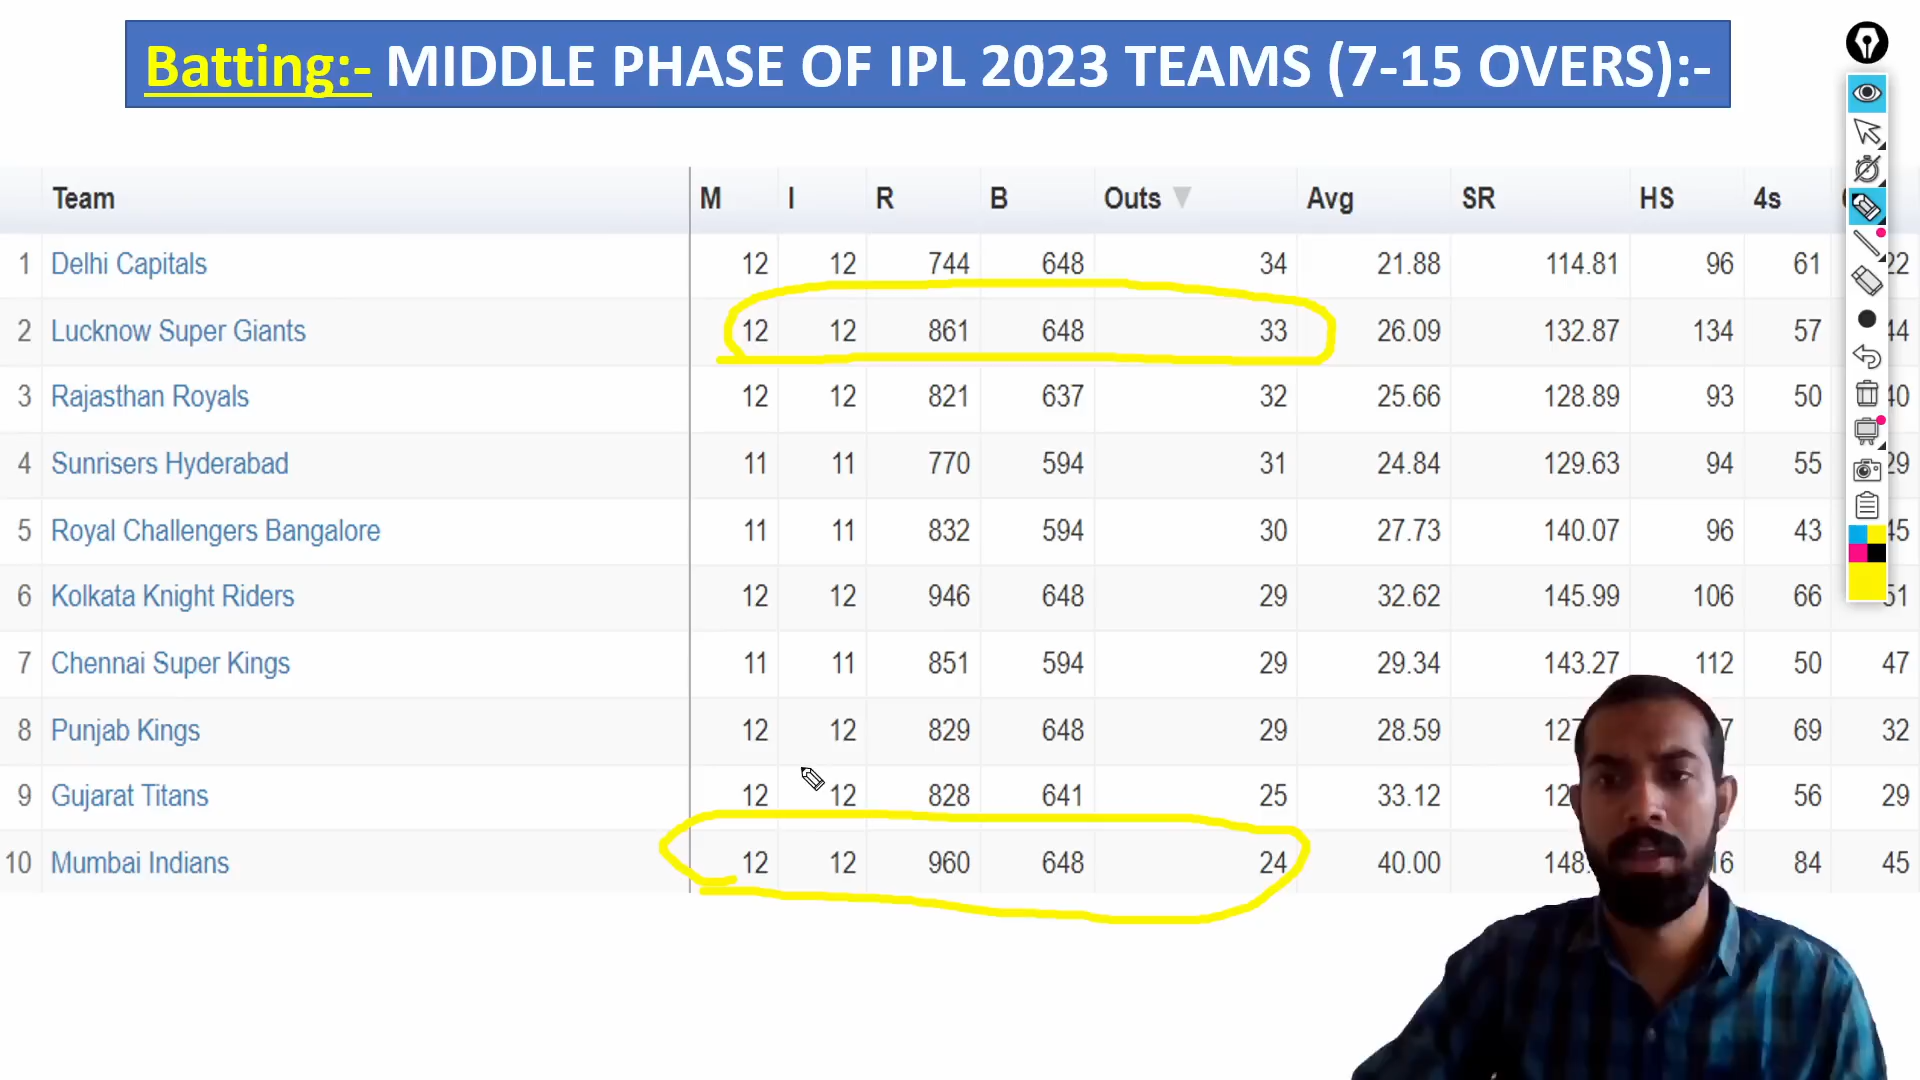 Batting:- MIDDLE PHASE OF IPL 2023 TEAMS (7-15 OVERS):-
Team M I R B Outs Avg SR HS 4s
1 Delhi Capitals 12 12 744 648 34 21.88 114.81 96 61 22
2 Lucknow Super Giants 12 12 861 648 33 26.09 132.87 134 57 44
3 Rajasthan Royals 12 12 821 637 32 25.66 128.89 93 50 40
4 Sunrisers Hyderabad 11 11 770 594 31 24.84 129.63 94 55 29
5 Royal Challengers Bangalore 11 11 832 594 30 27.73 140.07 96 43 45
6 Kolkata Knight Riders 12 12 946 648 29 32.62 145.99 106 66 51
7 Chennai Super Kings 11 11 851 594 29 29.34 143.27 112 50 47
8 Punjab Kings 12 12 829 648 29 28.59 69 32
9 Gujarat Titans 12 12 828 641 25 33.12 56 29
10 Mumbai Indians 12 12 960 648 24 40.00 148. 84 45